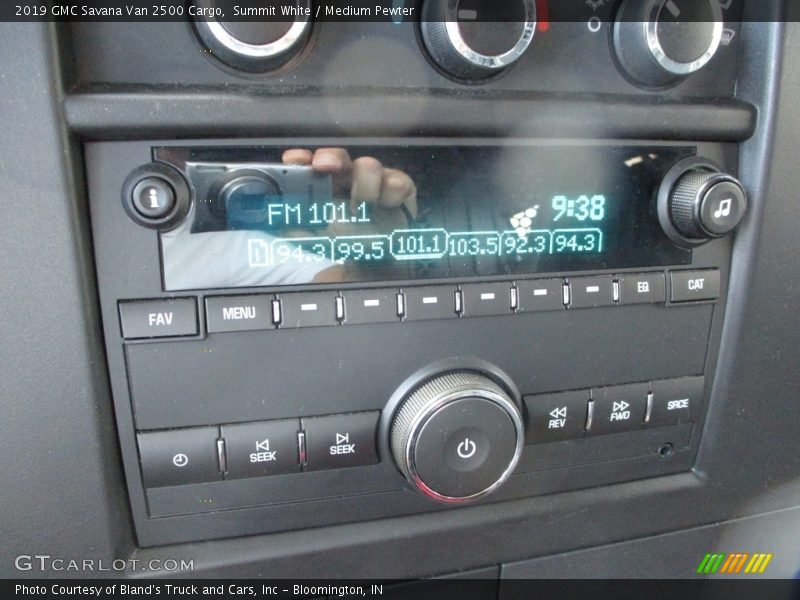 2019 GMC Savana Van 2500 Cargo, Summit White / Medium Pewter
FM 101.1 9:38
1 94.3 99.5 101.1 103.5 92.3 94.3
i
FAV MENU EQ CAT
SEEK SEEK REV FWD SRCE
GTCARLOT.COM
Photo Courtesy of Bland's Truck and Cars, Inc - Bloomington, IN